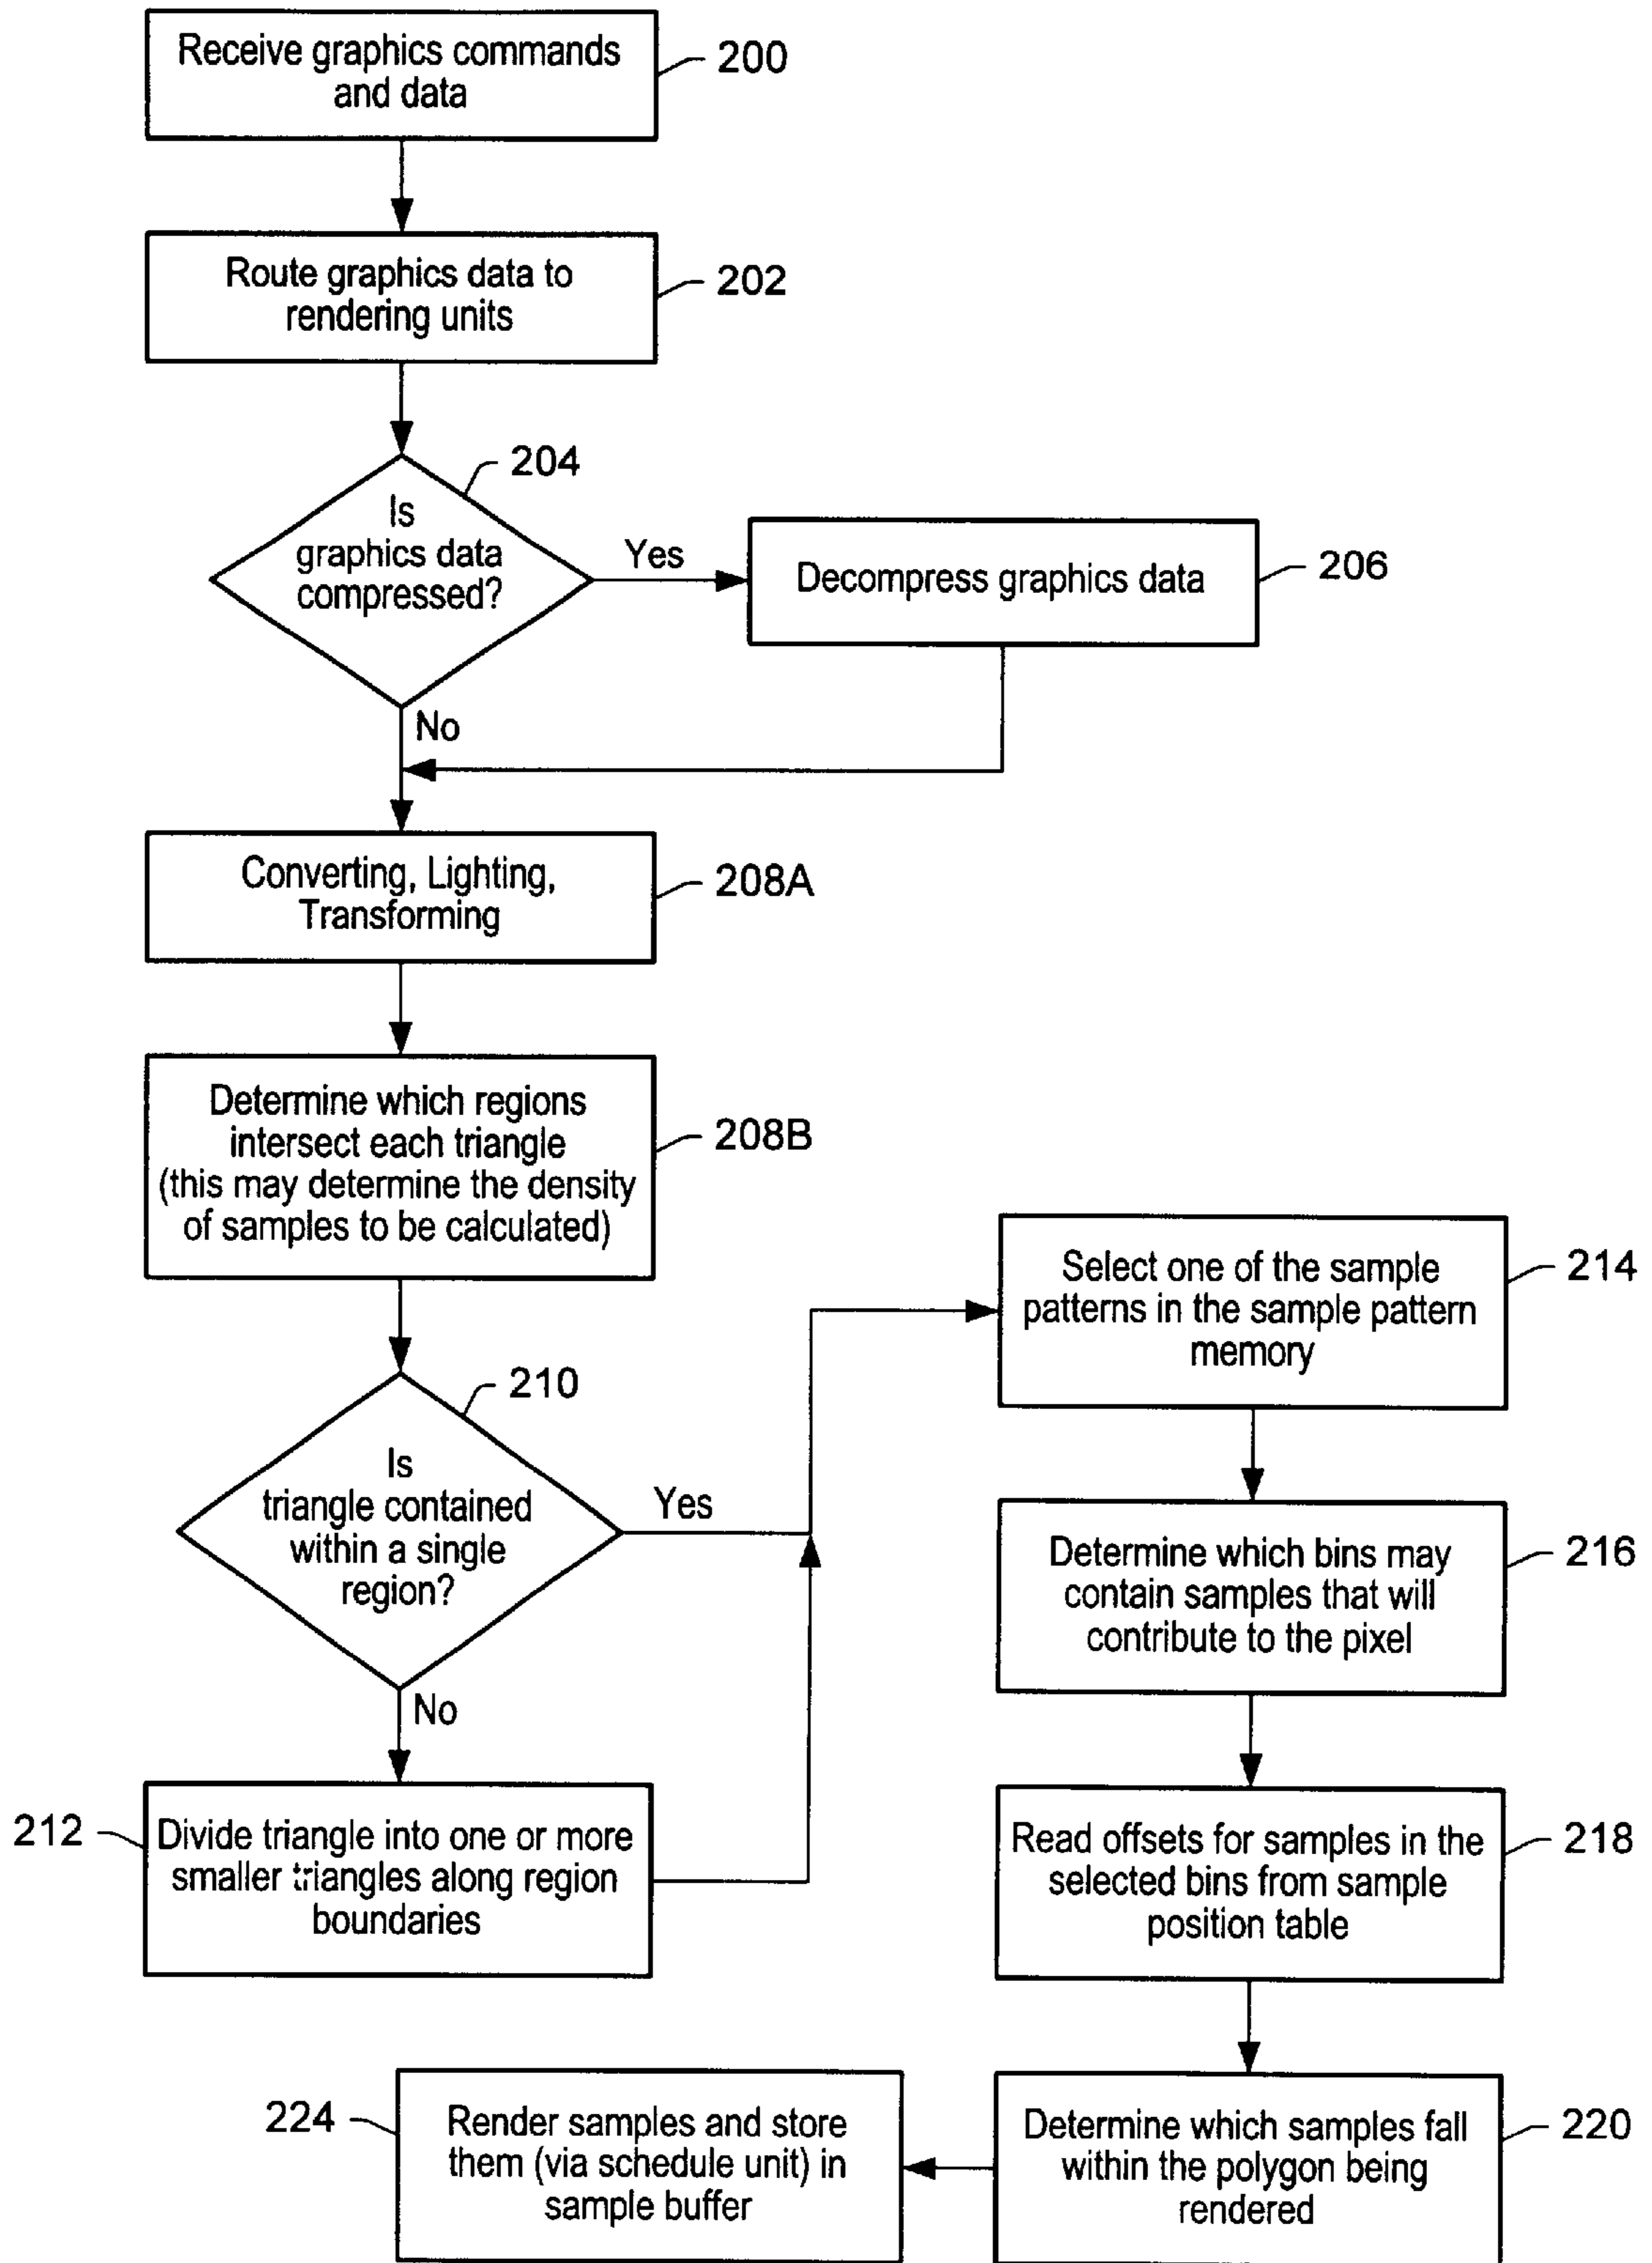 Receive graphics commands
and data
200
Route graphics data to
rendering units
202
204
Is
graphics data
compressed?
Yes
Decompress graphics data
206
No
Converting, Lighting,
Transforming
208A
Determine which regions
intersect each triangle
(this may determine the density
of samples to be calculated)
208B
210
Is
triangle contained
within a single
region?
Yes
No
212
Divide triangle into one or more
smaller triangles along region
boundaries
Select one of the sample
patterns in the sample pattern
memory
214
Determine which bins may
contain samples that will
contribute to the pixel
216
Read offsets for samples in the
selected bins from sample
position table
218
Determine which samples fall
within the polygon being
rendered
220
224
Render samples and store
them (via schedule unit) in
sample buffer